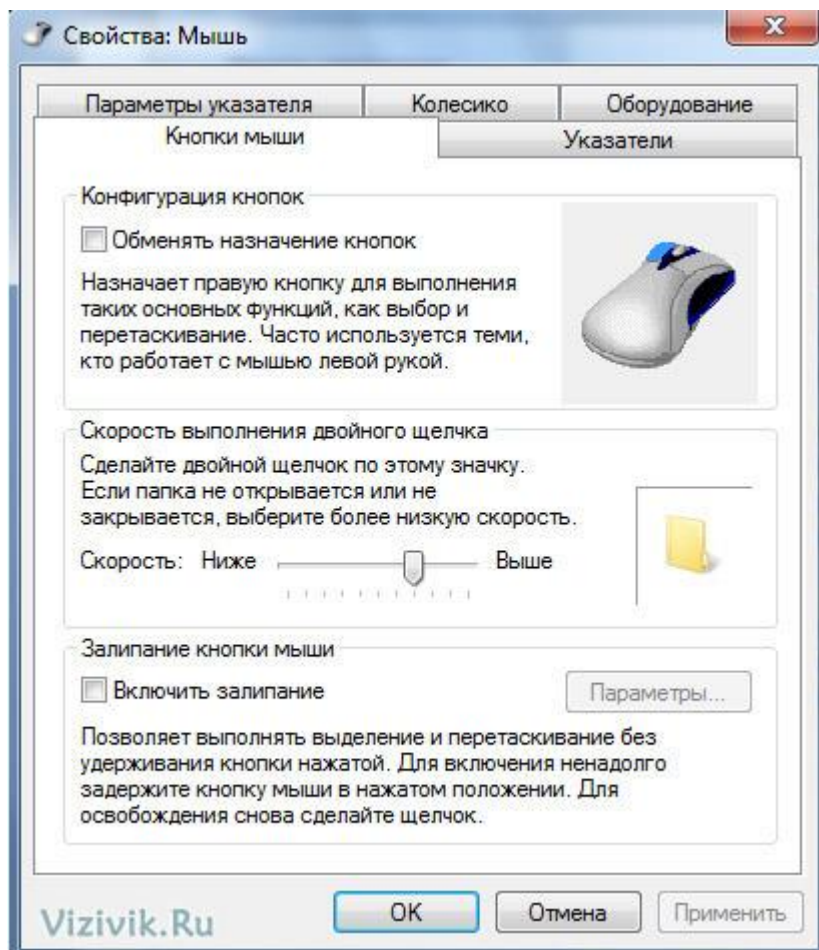 Свойства: Мышь
Параметры указателя
Колесико
Оборудование
Кнопки мыши
Указатели
Конфигурация кнопок
Обменять назначение кнопок
Назначает правую кнопку для выполнения
таких основных функций, как выбор и
перетаскивание. Часто используется теми,
кто работает с мышью левой рукой.
Скорость выполнения двойного щелчка
Сделайте двойной щелчок по этому значку.
Если папка не открывается или не
закрывается, выберите более низкую скорость.
Скорость: Ниже Выше
Залипание кнопки мыши
Включить залипание
Параметры...
Позволяет выполнять выделение и перетаскивание без
удерживания кнопки нажатой. Для включения ненадолго
задержите кнопку мыши в нажатом положении. Для
освобождения снова сделайте щелчок.
Vizivik.Ru
OK
Отмена
Применить